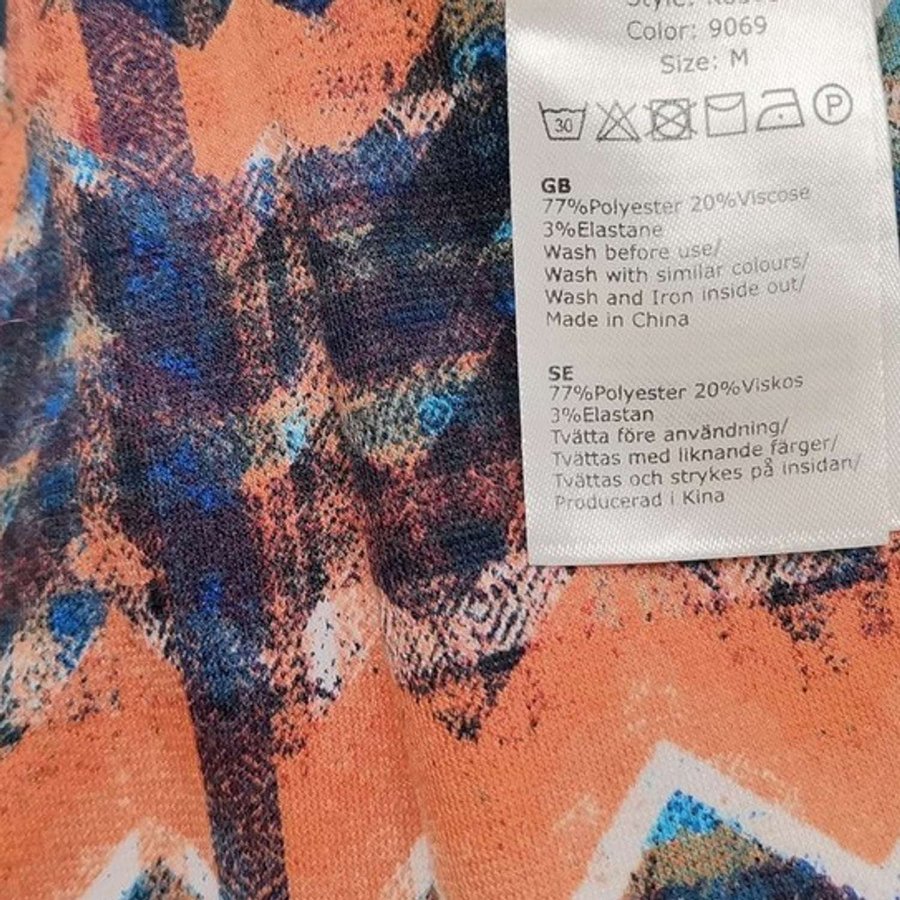 Style:
Color: 9069
Size: M
30 P
GB
77%Polyester 20%Viscose
3%Elastane
Wash before use/
Wash with similar colours/
Wash and Iron inside out/
Made in China
SE
77%Polyester 20%Viskos
3%Elastan
Tvätta före användning/
Tvättas med liknande färger/
Tvättas och strykes på insidan/
Producerad i Kina